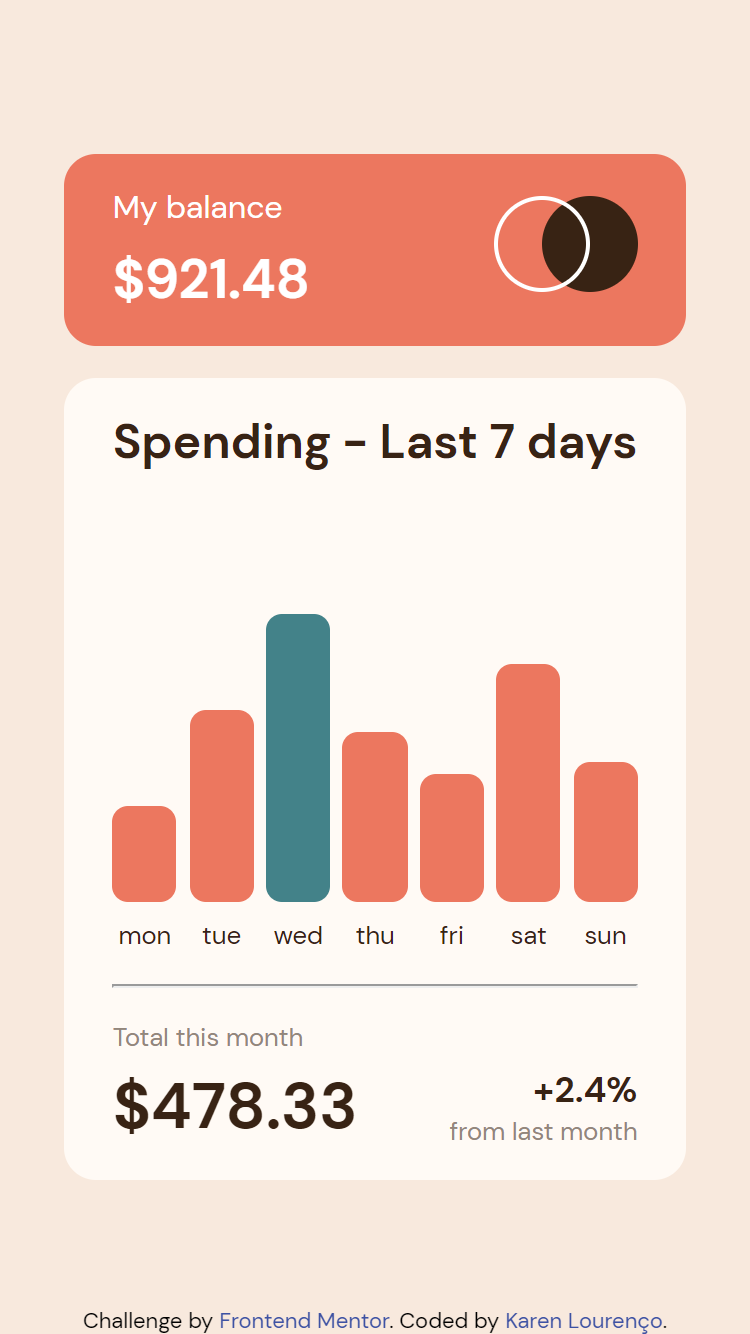 My balance
$921.48
Spending - Last 7 days
mon tue wed thu fri sat sun
Total this month
$478.33
+2.4%
from last month
Challenge by Frontend Mentor. Coded by Karen Lourenço.